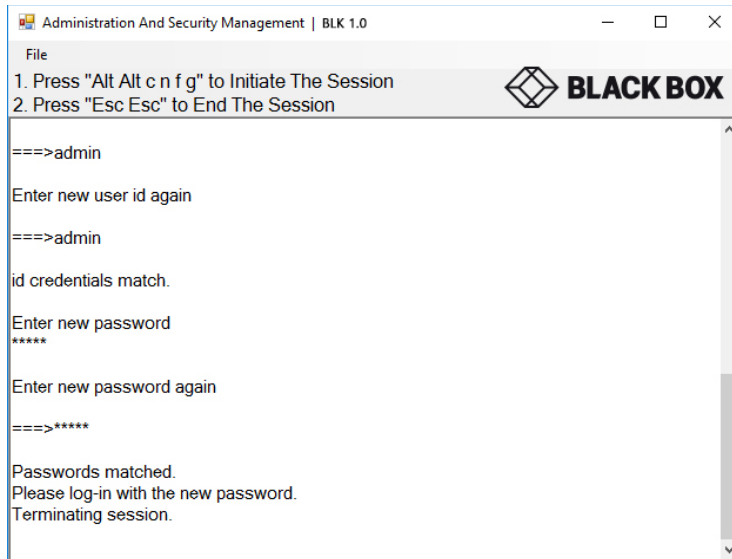 Administration And Security Management | BLK 1.0
File
1. Press "Alt Alt c n f g" to Initiate The Session
2. Press "Esc Esc" to End The Session
BLACK BOX
===>admin
Enter new user id again
===>admin
id credentials match.
Enter new password
*****
Enter new password again
===>*****
Passwords matched.
Please log-in with the new password.
Terminating session.